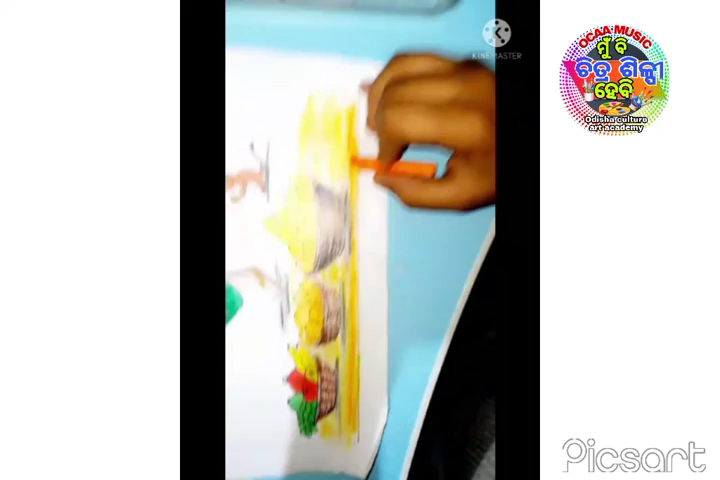 KINEMASTER
OCAA MUSIC
ମୁଁ ବି
ଚିତ୍ର ଶିଳ୍ପୀ
ହେବି
Odisha culture
art academy
Picsart